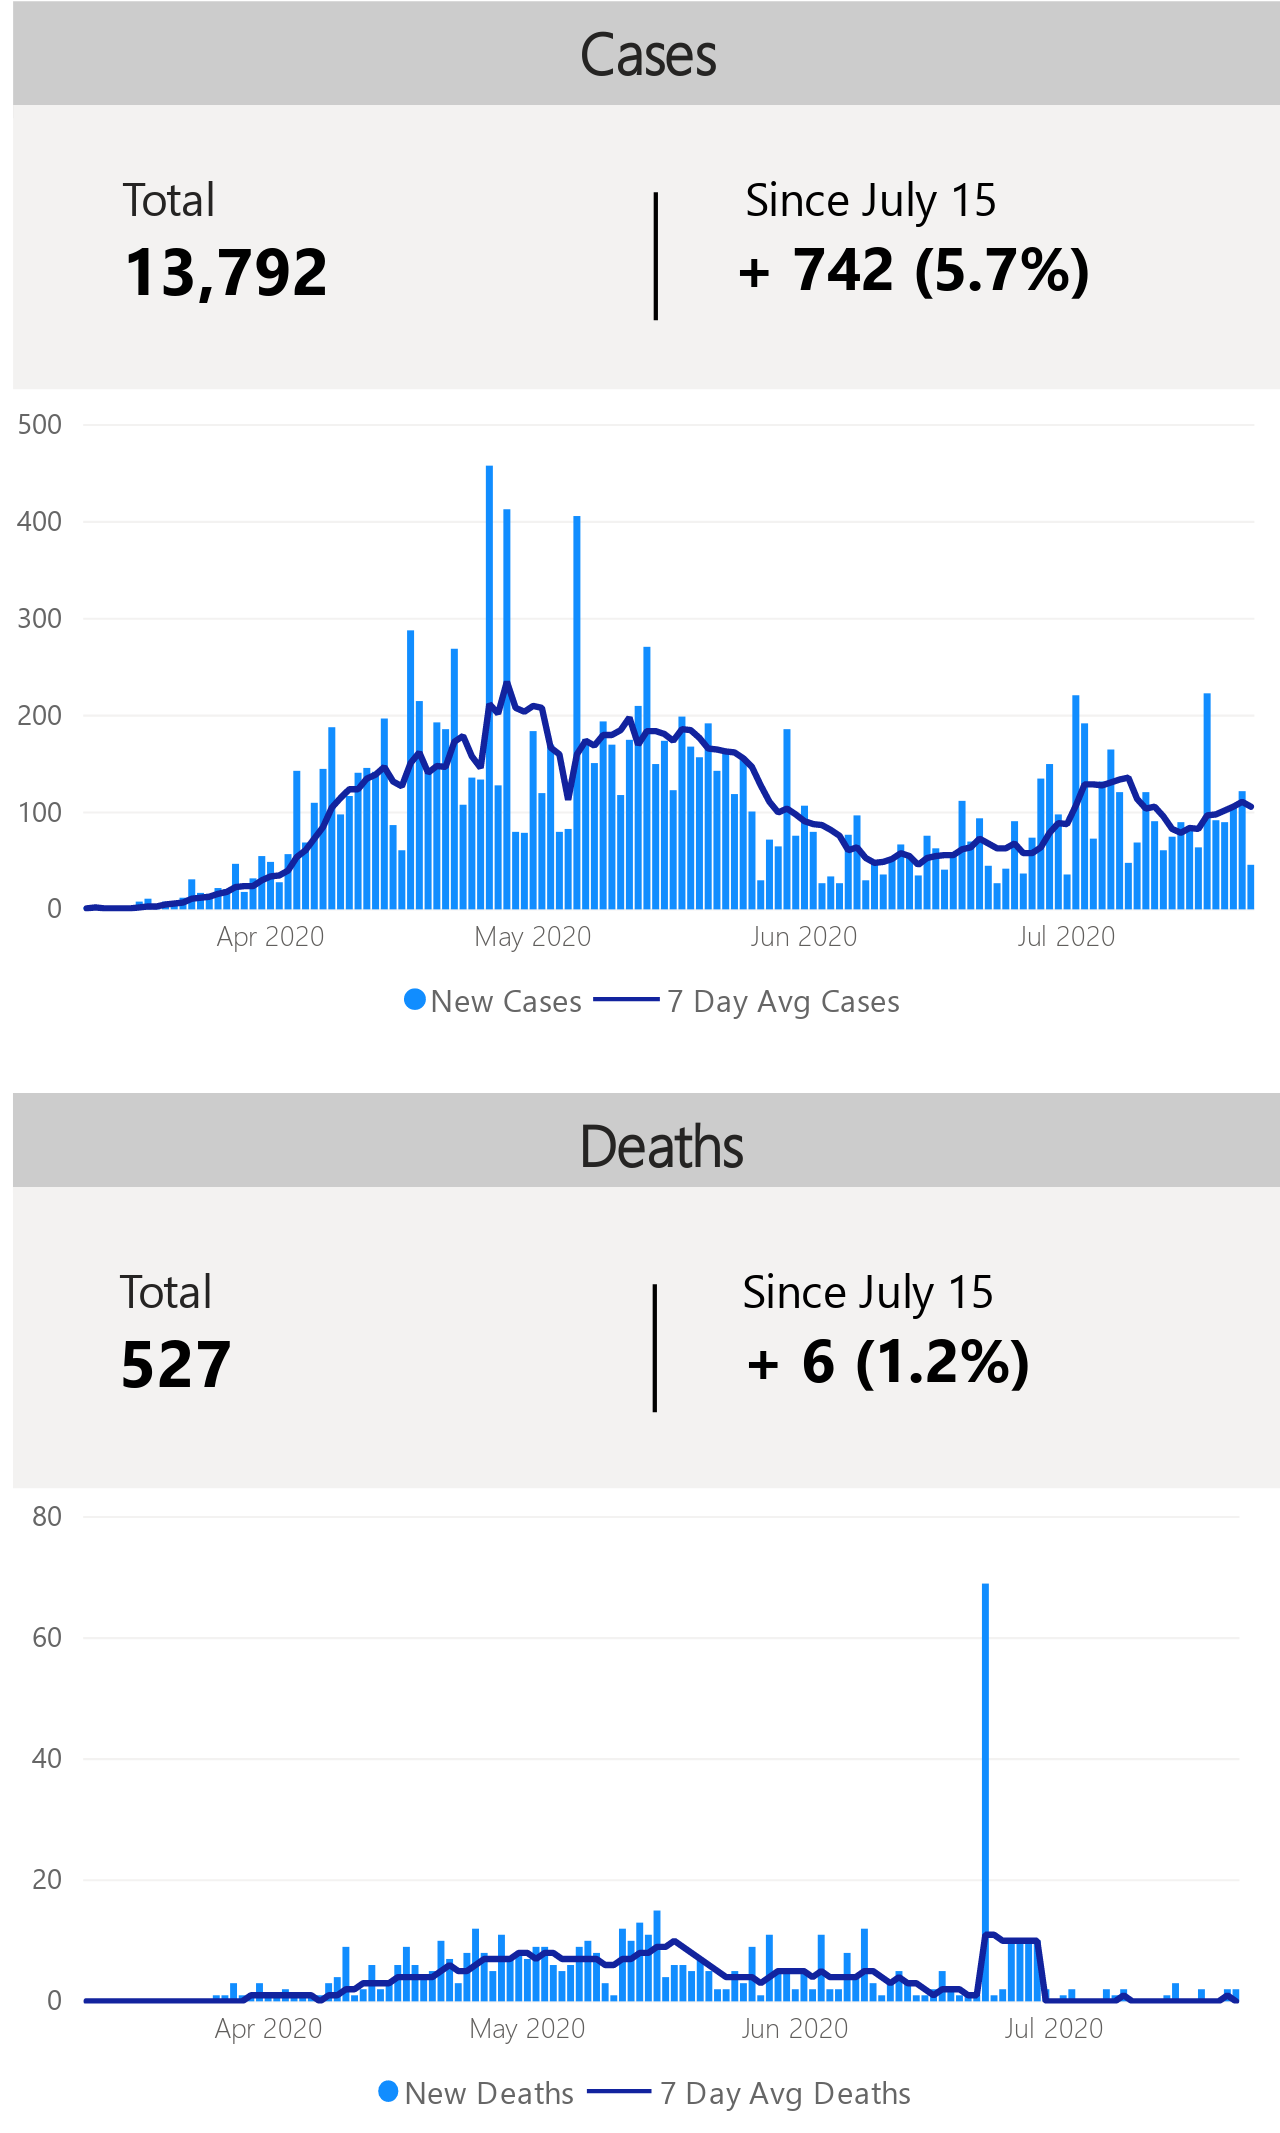 Cases
Total
Since July 15
13,792
+ 742 (5.7%)
500
400
300
200
100
0
Apr 2020
May 2020
Jun 2020
Jul 2020
New Cases
7 Day Avg Cases
Deaths
Total
Since July 15
527
+ 6 (1.2%)
80
60
40
20
0
Apr 2020
May 2020
Jun 2020
Jul 2020
New Deaths
7 Day Avg Deaths